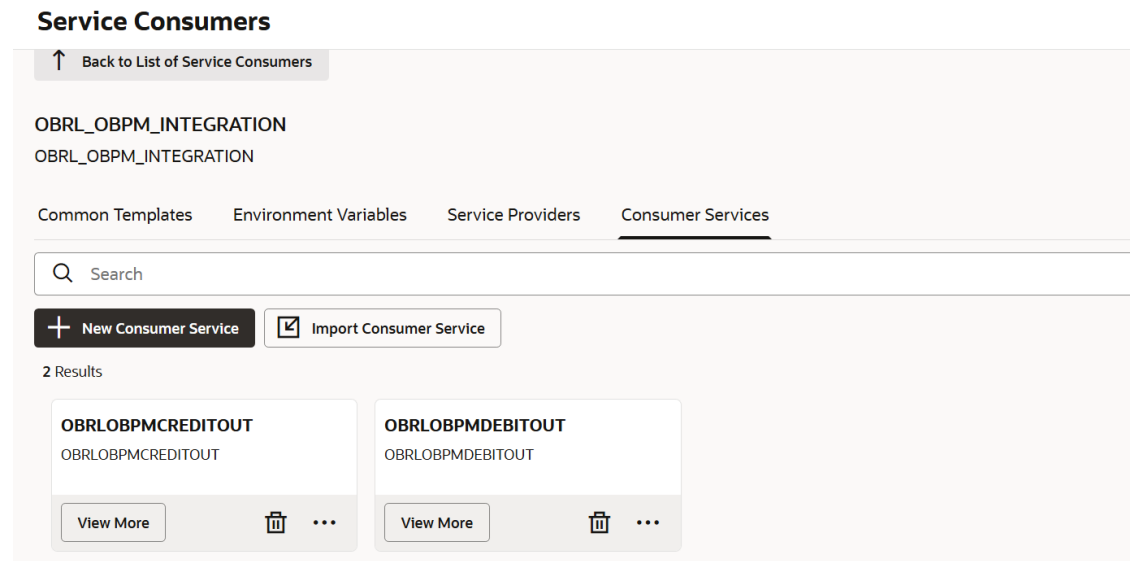 Service Consumers
Back to List of Service Consumers
OBRL_OBPM_INTEGRATION
OBRL_OBPM_INTEGRATION
Common Templates Environment Variables Service Providers Consumer Services
Search
New Consumer Service Import Consumer Service
2 Results
OBRLOBPMCREDITOUT OBRLOBPMDEBITOUT
OBRLOBPMCREDITOUT OBRLOBPMDEBITOUT
View More View More